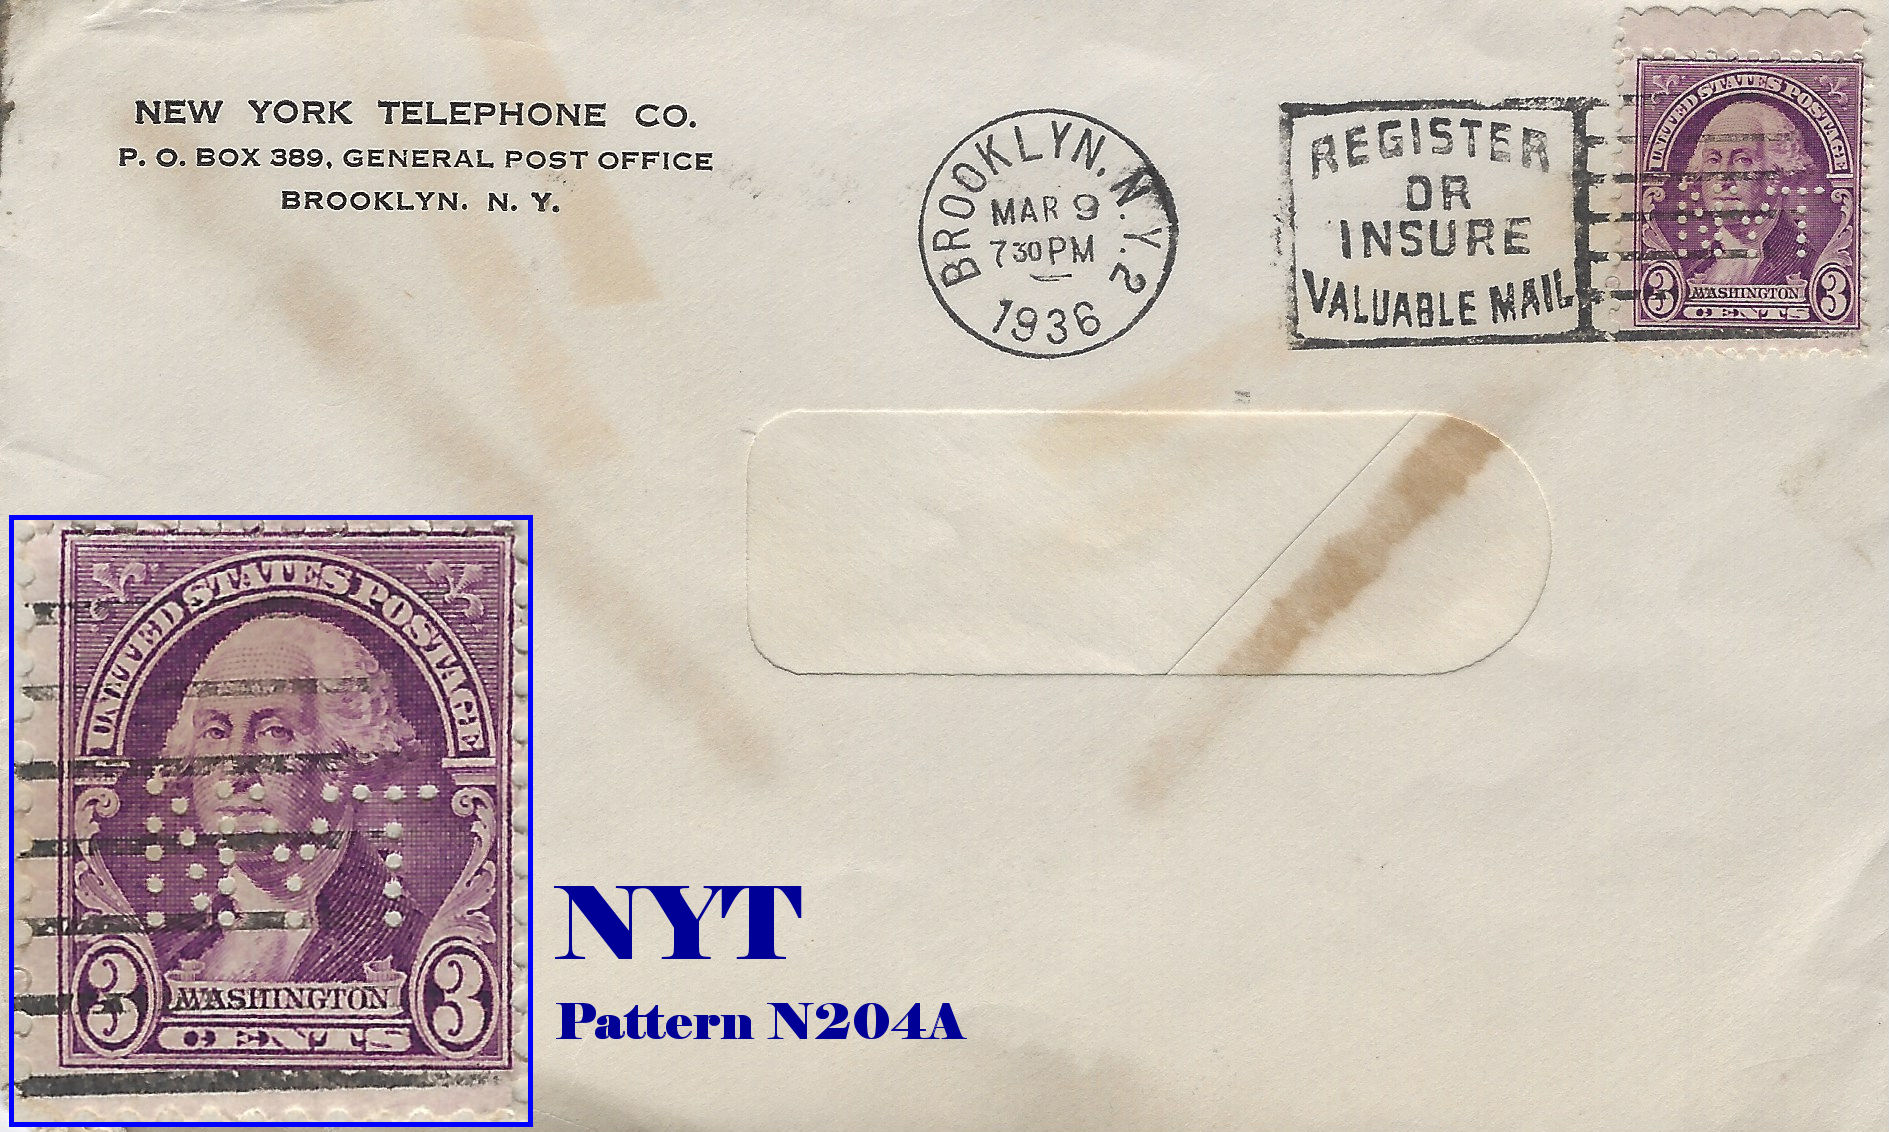 NEW YORK TELEPHONE CO.
P. O. BOX 389, GENERAL POST OFFICE
BROOKLYN. N. Y.
BROOKLYN, N.Y. 2
MAR 9
7 30 PM
1936
REGISTER
OR
INSURE
VALUABLE MAIL
UNITED STATES POSTAGE
NYT
3 WASHINGTON 3
CENTS
UNITED STATES POSTAGE
NYT
3 WASHINGTON 3
CENTS
NYT
Pattern N204A